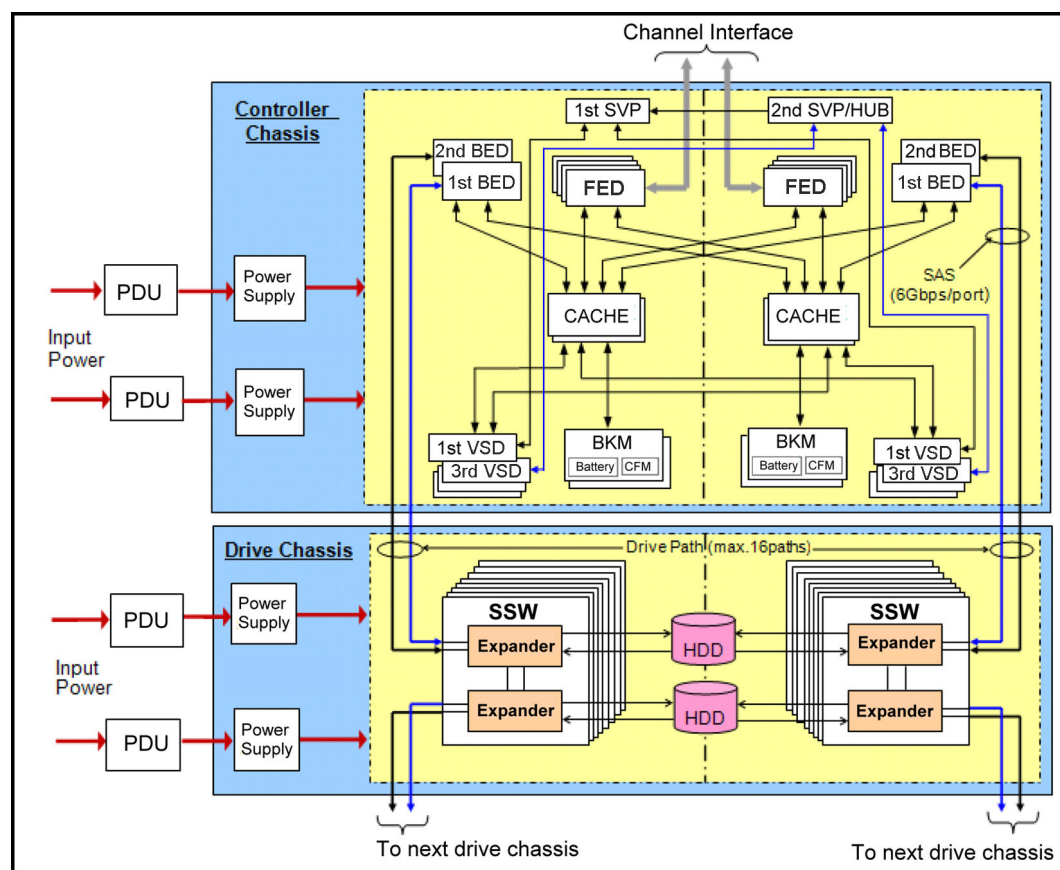 Channel Interface
Controller
Chassis
1st SVP
2nd SVP/HUB
2nd BED
1st BED
FED
FED
2nd BED
1st BED
SAS
(6Gbps/port)
PDU
Power
Supply
Input
Power
PDU
Power
Supply
CACHE
CACHE
1st VSD
3rd VSD
BKM
Battery
CFM
BKM
Battery
CFM
1st VSD
3rd VSD
Drive Chassis
Drive Path (max.16paths)
PDU
Power
Supply
Input
Power
PDU
Power
Supply
SSW
Expander
Expander
HDD
HDD
SSW
Expander
Expander
To next drive chassis
To next drive chassis